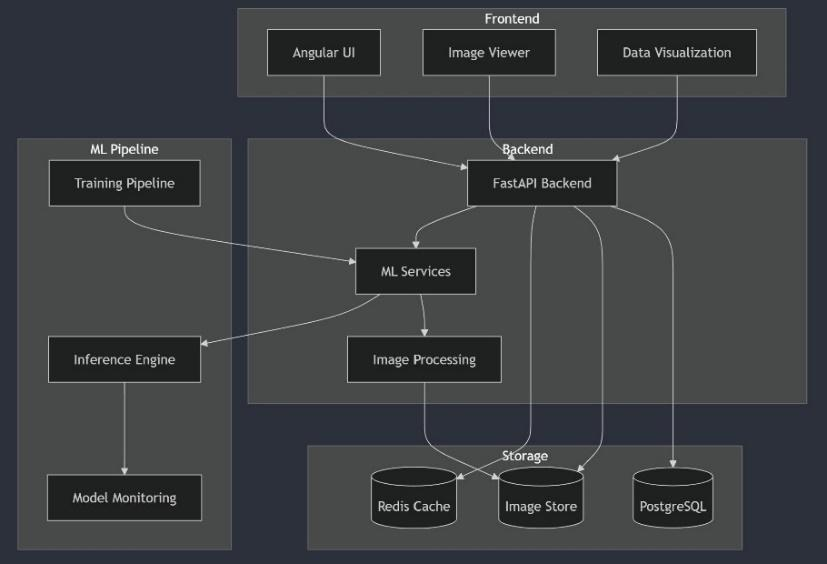 Frontend
Angular UI
Image Viewer
Data Visualization
ML Pipeline
Backend
Training Pipeline
FastAPI Backend
ML Services
Inference Engine
Image Processing
Storage
Model Monitoring
Redis Cache
Image Store
PostgreSQL